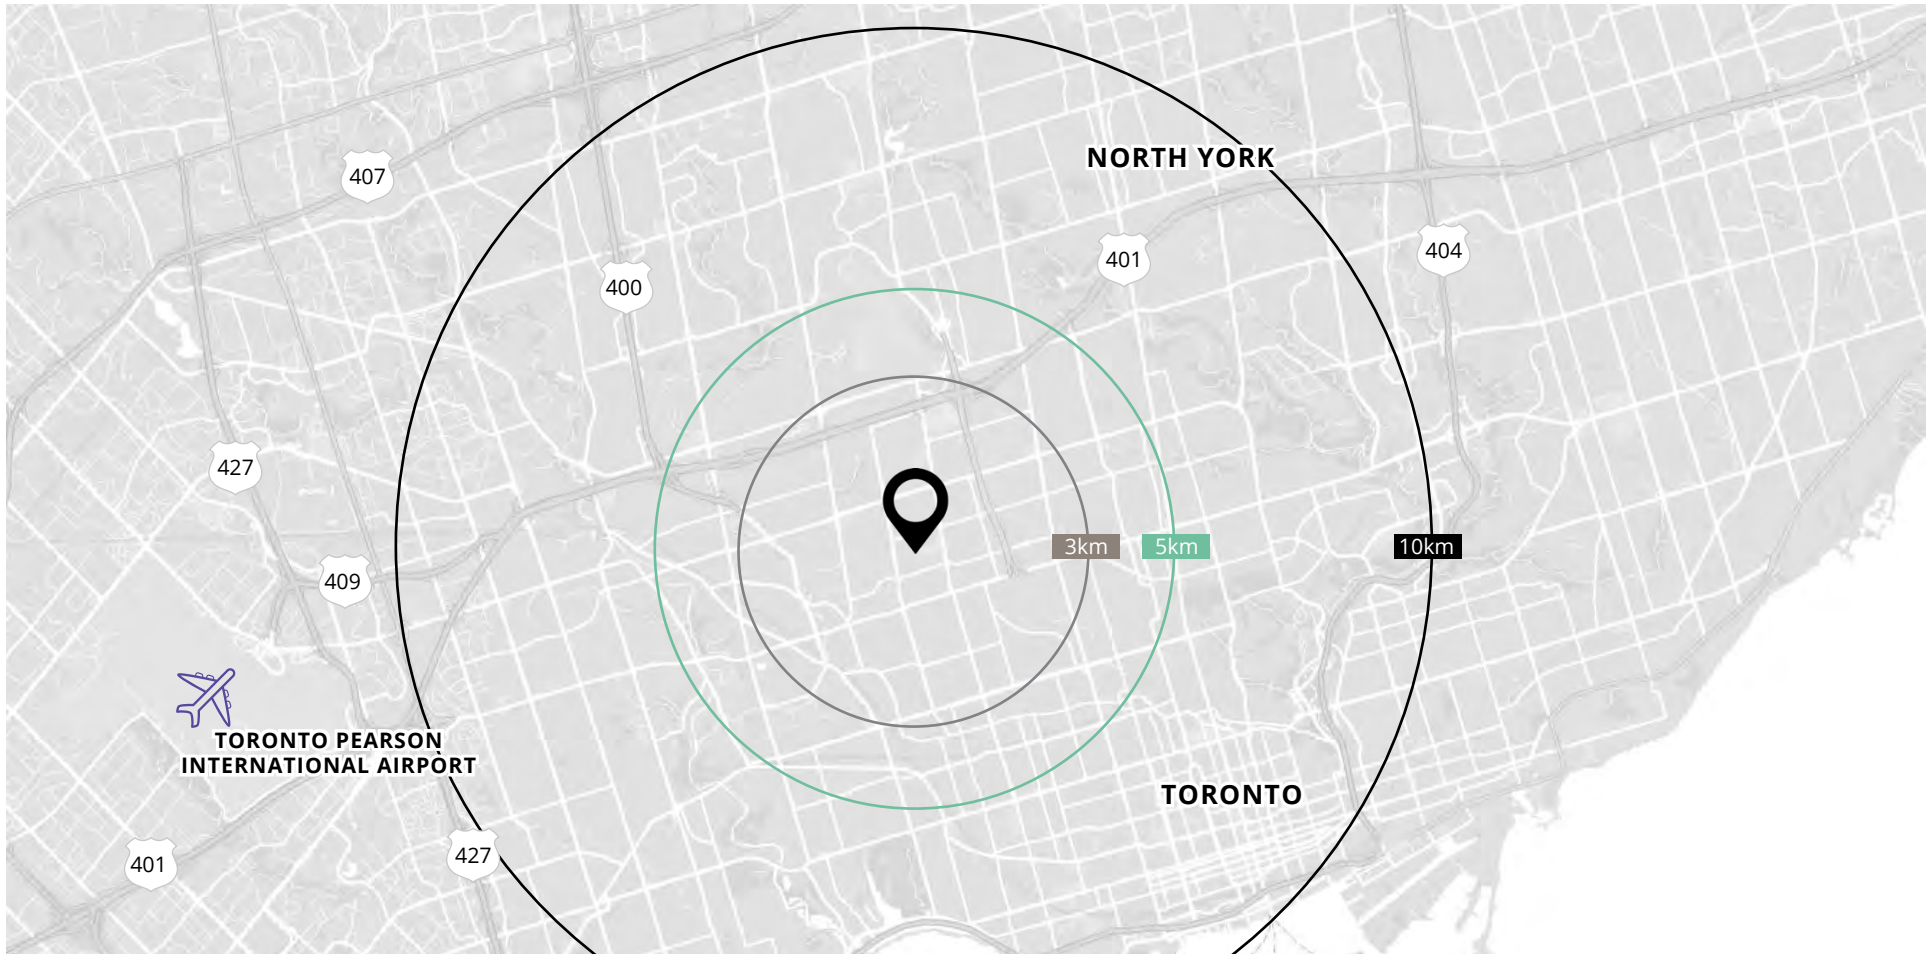 NORTH YORK
407
401
404
400
427
3km
5km
10km
409
TORONTO PEARSON
INTERNATIONAL AIRPORT
TORONTO
401
427